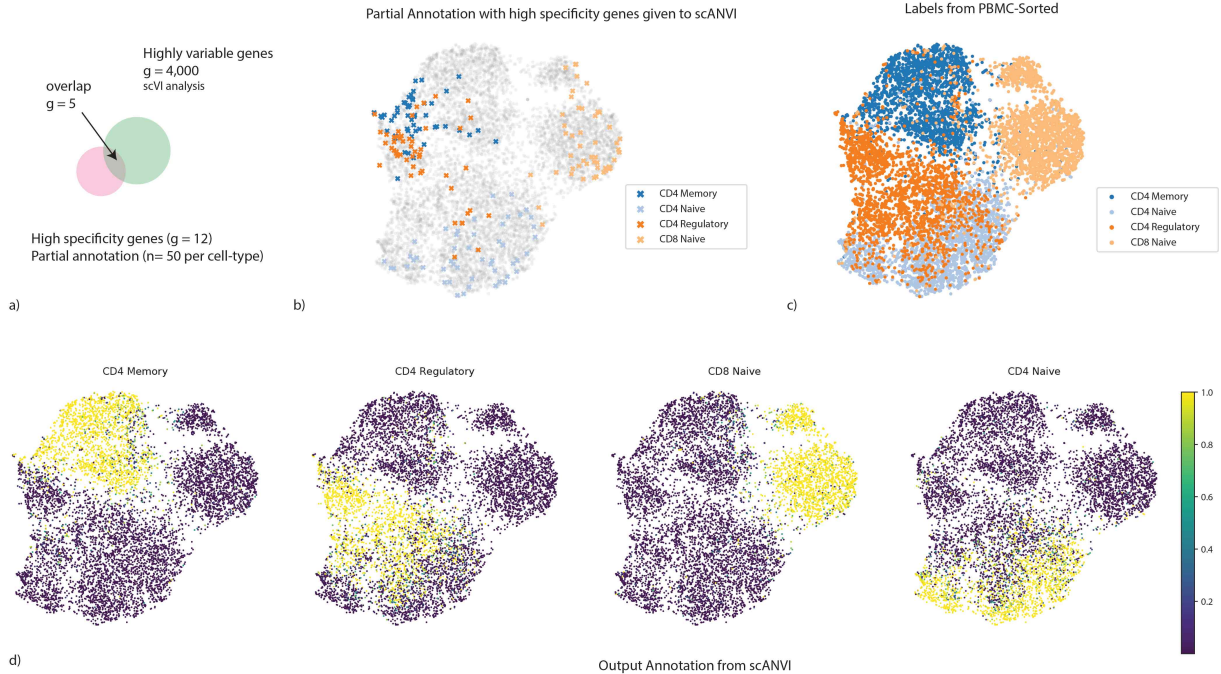 Highly variable genes
g = 4,000
scVI analysis
overlap
g = 5
High specificity genes (g = 12)
Partial annotation (n= 50 per cell-type)
a)
Partial Annotation with high specificity genes given to scANVI
CD4 Memory
CD4 Naive
CD4 Regulatory
CD8 Naive
b)
Labels from PBMC-Sorted
CD4 Memory
CD4 Naive
CD4 Regulatory
CD8 Naive
c)
CD4 Memory
CD4 Regulatory
CD8 Naive
CD4 Naive
1.0
0.8
0.6
0.4
0.2
d)
Output Annotation from scANVI